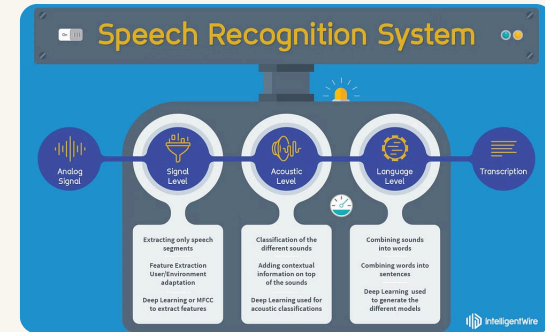 On
Speech Recognition System
Analog
Signal
Signal
Level
Acoustic
Level
Language
Level
Transcription
Extracting only speech
segments
Feature Extraction
User/Environment
adaptation
Deep Learning or MFCC
to extract features
Classification of the
different sounds
Adding contextual
information on top
of the sounds
Deep Learning used for
acoustic classifications
Combining sounds
into words
Combining words into
sentences
Deep Learning used
to generate the
different models
IntelligentWire